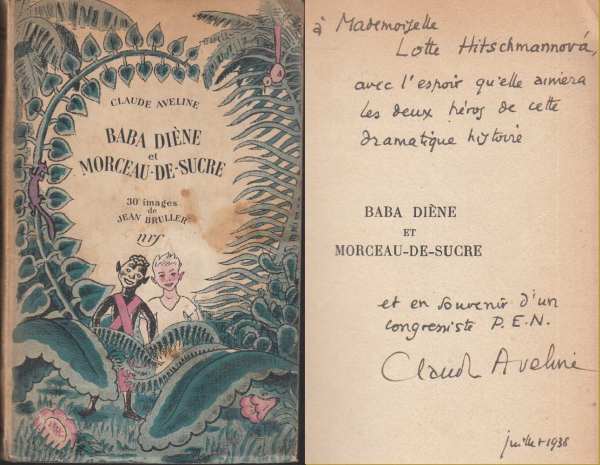 CLAUDE AVELINE
BABA DIÈNE
et
MORCEAU-DE-SUCRE
30 images
de
JEAN BRULLER
nrf
à Mademoiselle
Lotte Hitschmannová,
avec l'espoir qu'elle aimera
les deux héros de cette
dramatique histoire
BABA DIÈNE
ET
MORCEAU-DE-SUCRE
et en souvenir d'un
congressiste P.E.N.
Claude Aveline
juillet 1938